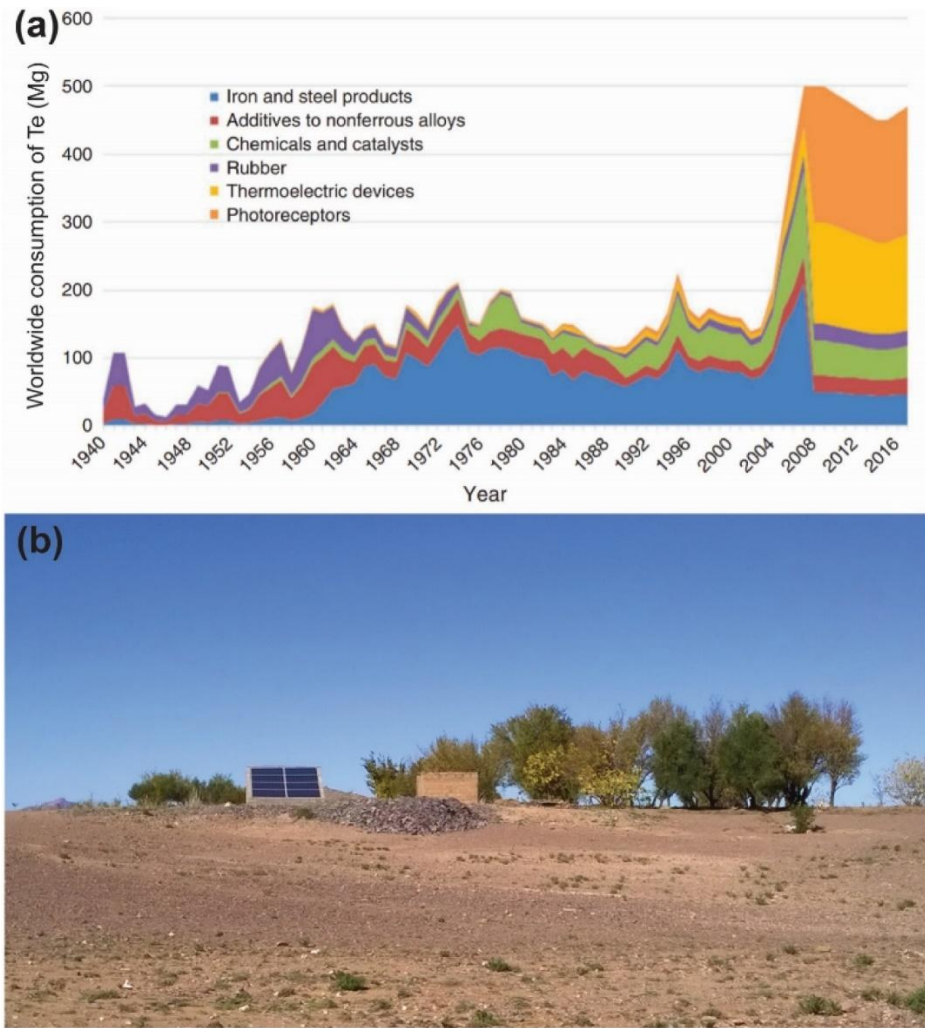 (a)
600
500
400
300
200
100
0
Worldwide consumption of Te (Mg)
Iron and steel products
Additives to nonferrous alloys
Chemicals and catalysts
Rubber
Thermoelectric devices
Photoreceptors
1940 1944 1948 1952 1956 1960 1964 1968 1972 1976 1980 1984 1988 1992 1996 2000 2004 2008 2012 2016
Year
(b)